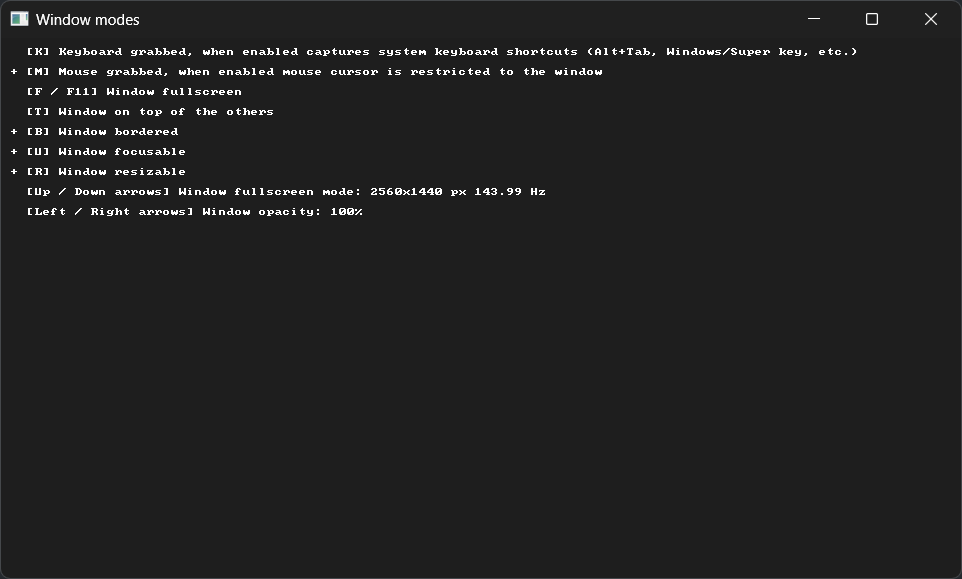 Window modes
[K] Keyboard grabbed, when enabled captures system keyboard shortcuts (Alt+Tab, Windows/Super key, etc.)
+ [M] Mouse grabbed, when enabled mouse cursor is restricted to the window
[F / F11] Window fullscreen
[T] Window on top of the others
+ [B] Window bordered
+ [U] Window focusable
+ [R] Window resizable
[Up / Down arrows] Window fullscreen mode: 2560x1440 px 143.99 Hz
[Left / Right arrows] Window opacity: 100%